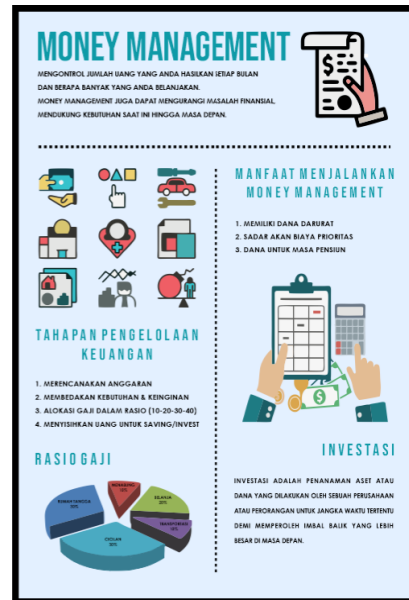 MONEY MANAGEMENT
MENGONTROL JUMLAH UANG YANG ANDA HASILKAN SETIAP BULAN
DAN BERAPA BANYAK YANG ANDA BELANJAKAN.
MONEY MANAGEMENT JUGA DAPAT MENGURANGI MASALAH FINANSIAL,
MENDUKUNG KEBUTUHAN SAAT INI HINGGA MASA DEPAN.
TAHAPAN PENGELOLAAN
KEUANGAN
1. MERENCANAKAN ANGGARAN
2. MEMBEDAKAN KEBUTUHAN & KEINGINAN
3. ALOKASI GAJI DALAM RASIO (10-20-30-40)
4. MENYISIHKAN UANG UNTUK SAVING/INVEST
RASIO GAJI
RUMAH TANGGA
CICILAN
MANFAAT MENJALANKAN
MONEY MANAGEMENT
1. MEMILIKI DANA DARURAT
2. SADAR AKAN BIAYA PRIORITAS
3. DANA UNTUK MASA PENSIUN
INVESTASI
INVESTASI ADALAH PENANAMAN ASET ATAU
DANA YANG DILAKUKAN OLEH SEBUAH PERUSAHAAN
ATAU PERORANGAN UNTUK JANGKA WAKTU TERTENTU
DEMI MEMPEROLEH IMBAL BALIK YANG LEBIH
BESAR DI MASA DEPAN.